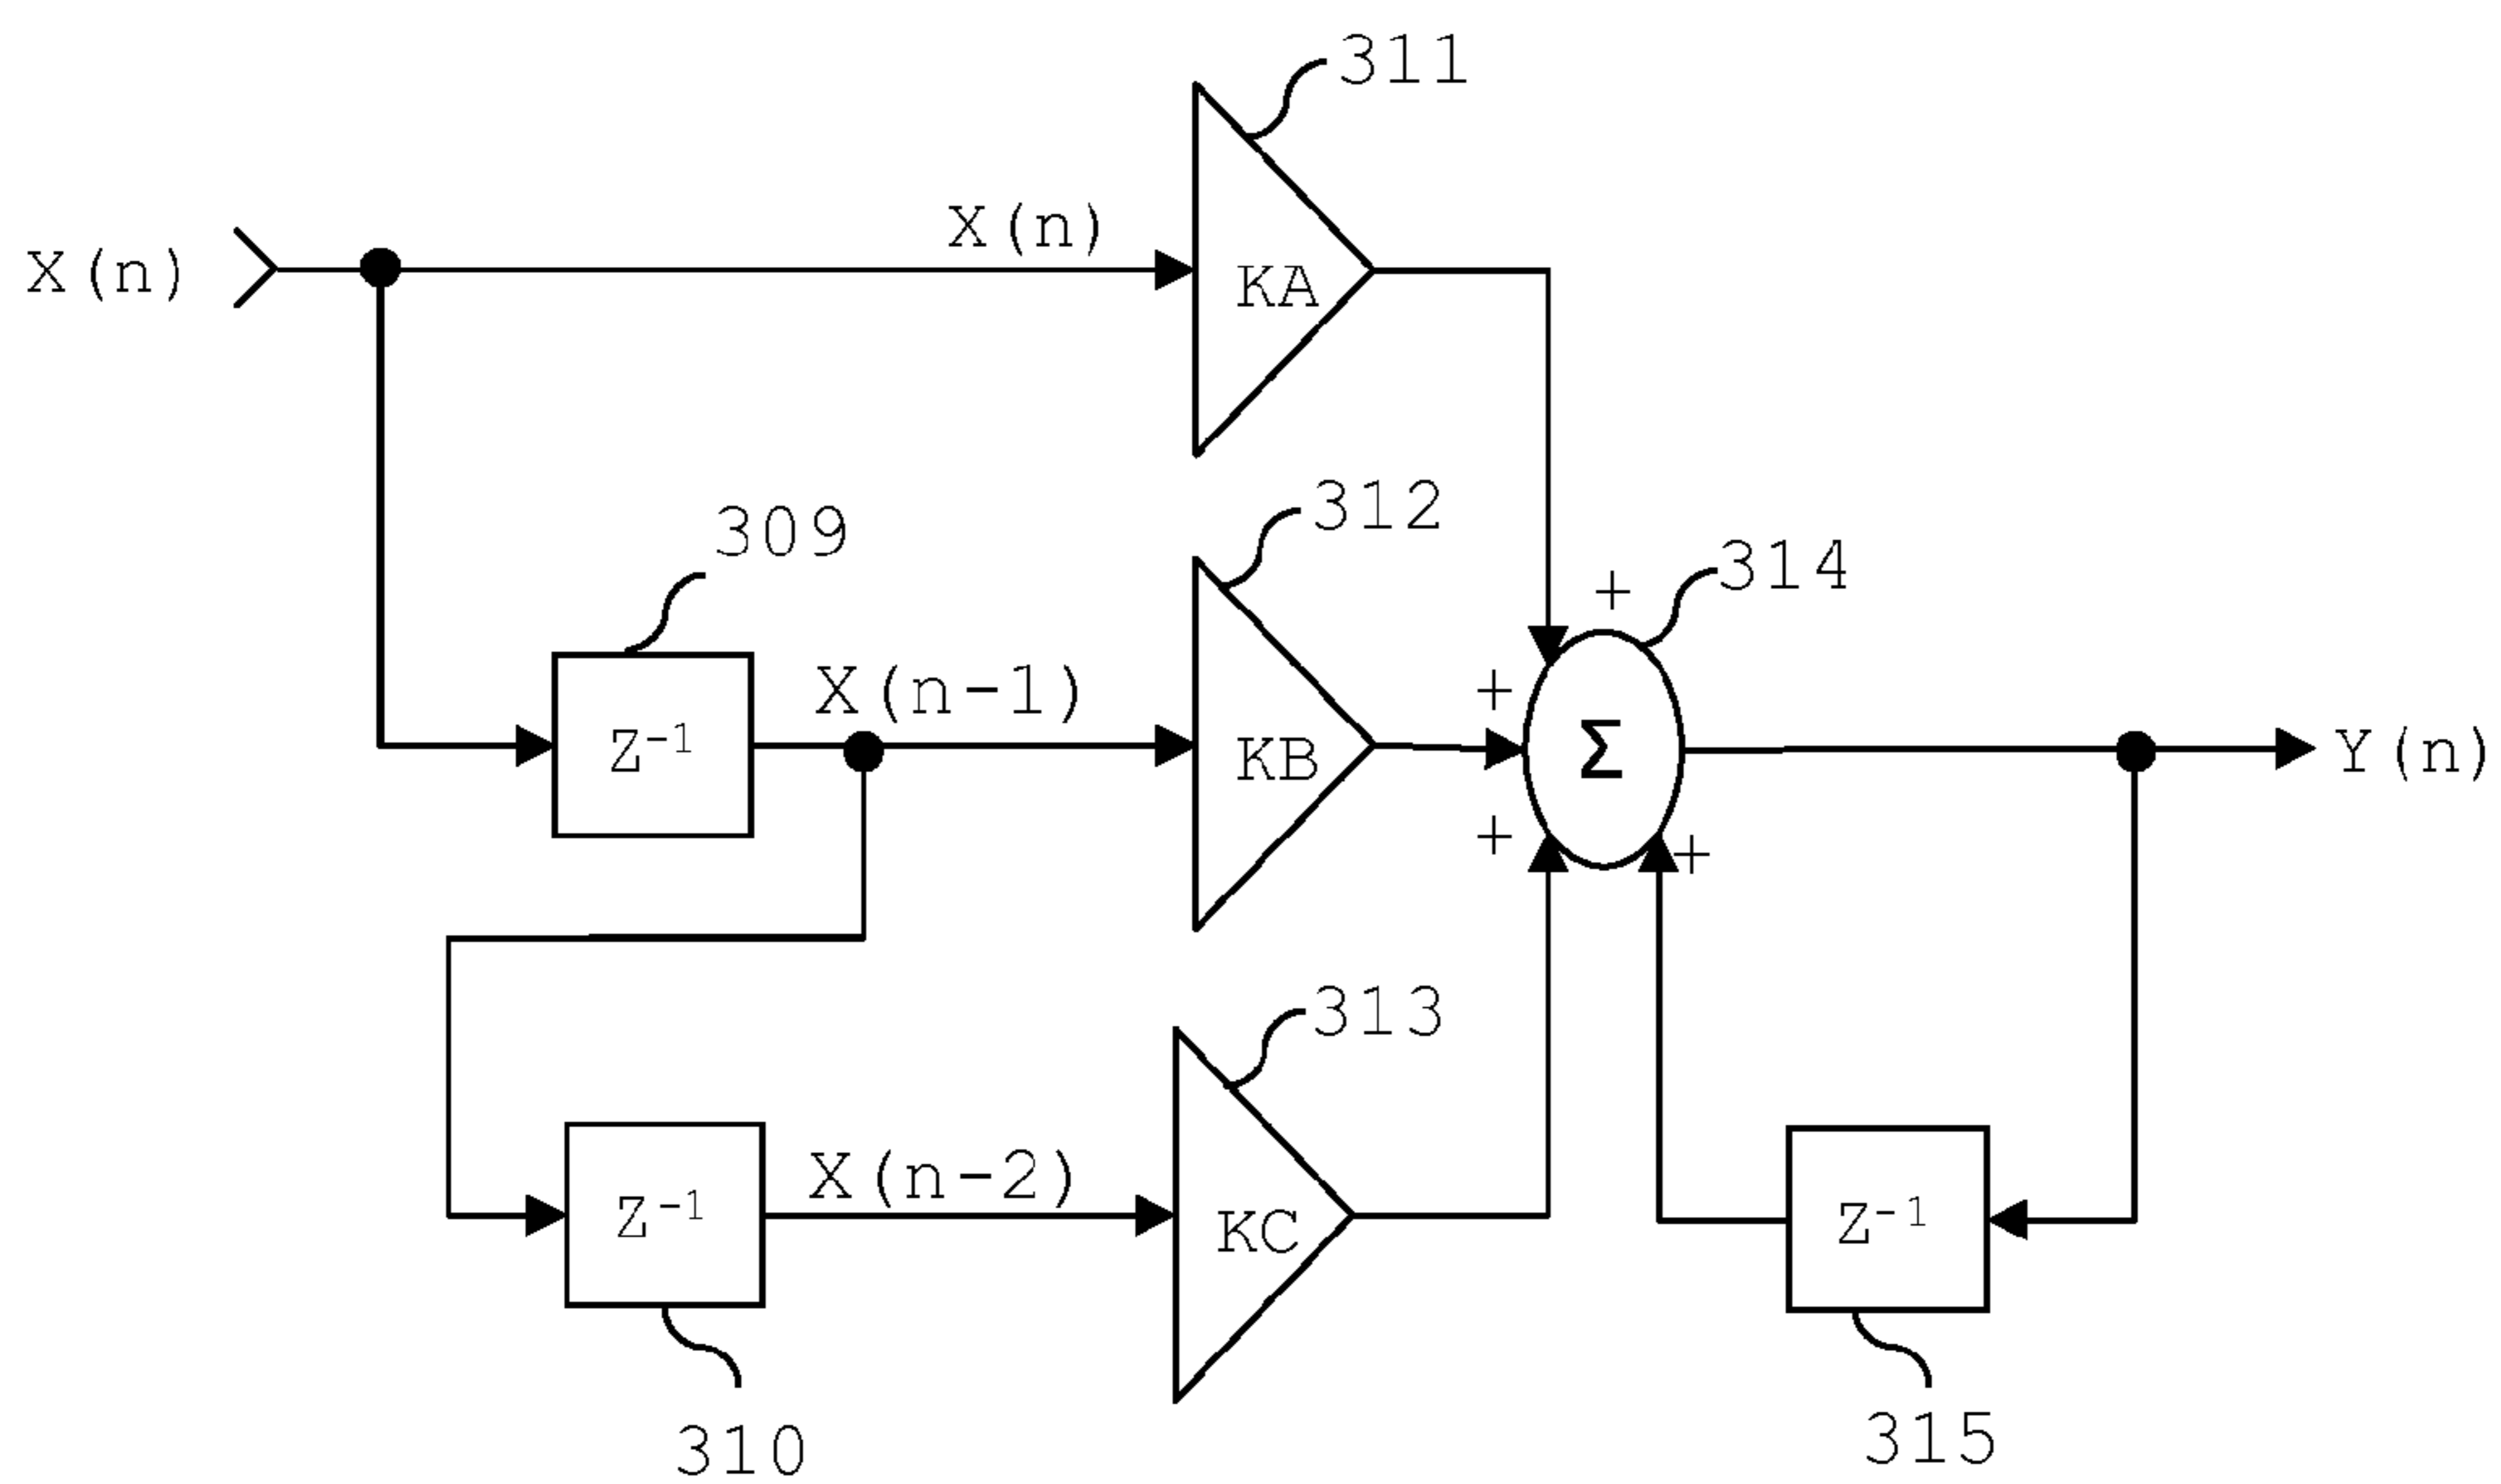 311
X(n)
X(n)
KA
312
309
314
+
X(n-1)
+
Z⁻¹
KB
Σ
Y(n)
+
+
313
X(n-2)
Z⁻¹
KC
Z⁻¹
310
315